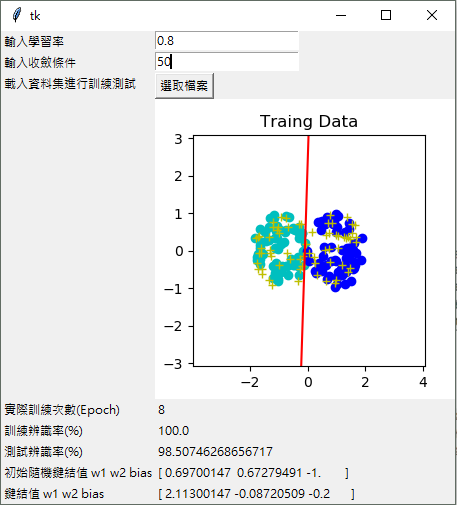 tk
輸入學習率 0.8
輸入收斂條件 50
載入資料集進行訓練測試 選取檔案
Traing Data
3
2
1
0
−1
−2
−3
−2 0 2 4
實際訓練次數(Epoch) 8
訓練辨識率(%) 100.0
測試辨識率(%) 98.50746268656717
初始隨機鍵結值 w1 w2 bias [ 0.69700147 0.67279491 -1. ]
鍵結值 w1 w2 bias [ 2.11300147 -0.08720509 -0.2 ]